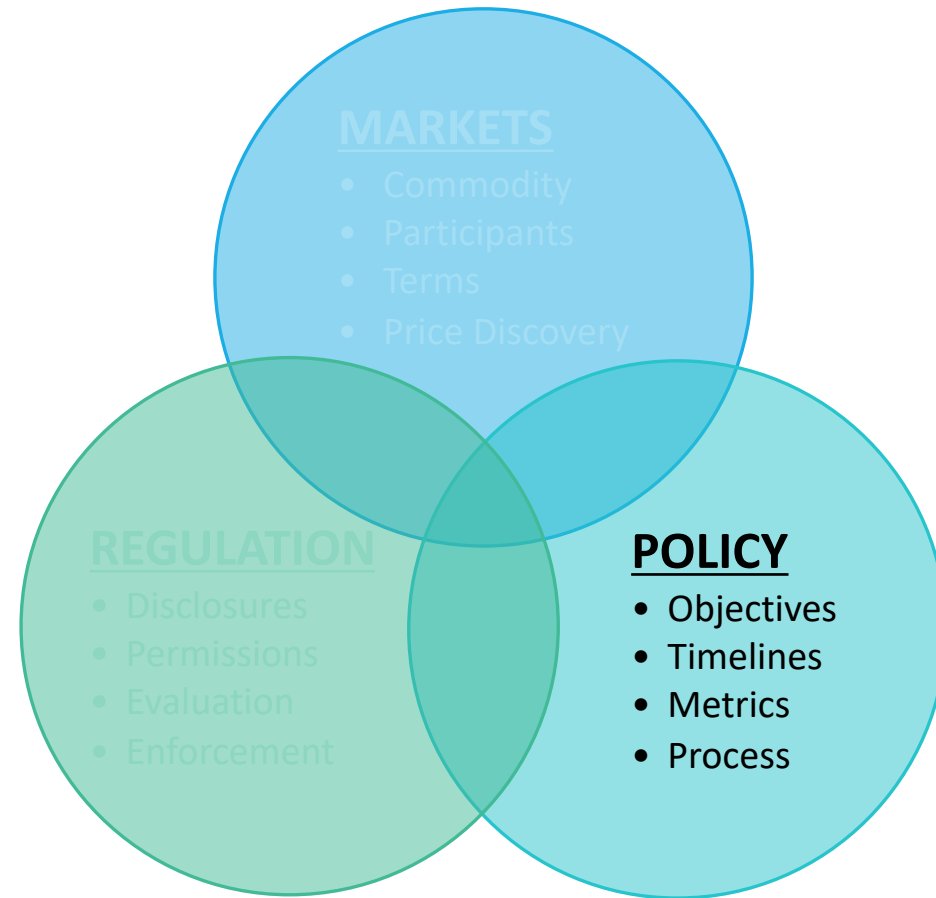 MARKETS
• Commodity
• Participants
• Terms
• Price Discovery
REGULATION
• Disclosures
• Permissions
• Evaluation
• Enforcement
POLICY
• Objectives
• Timelines
• Metrics
• Process